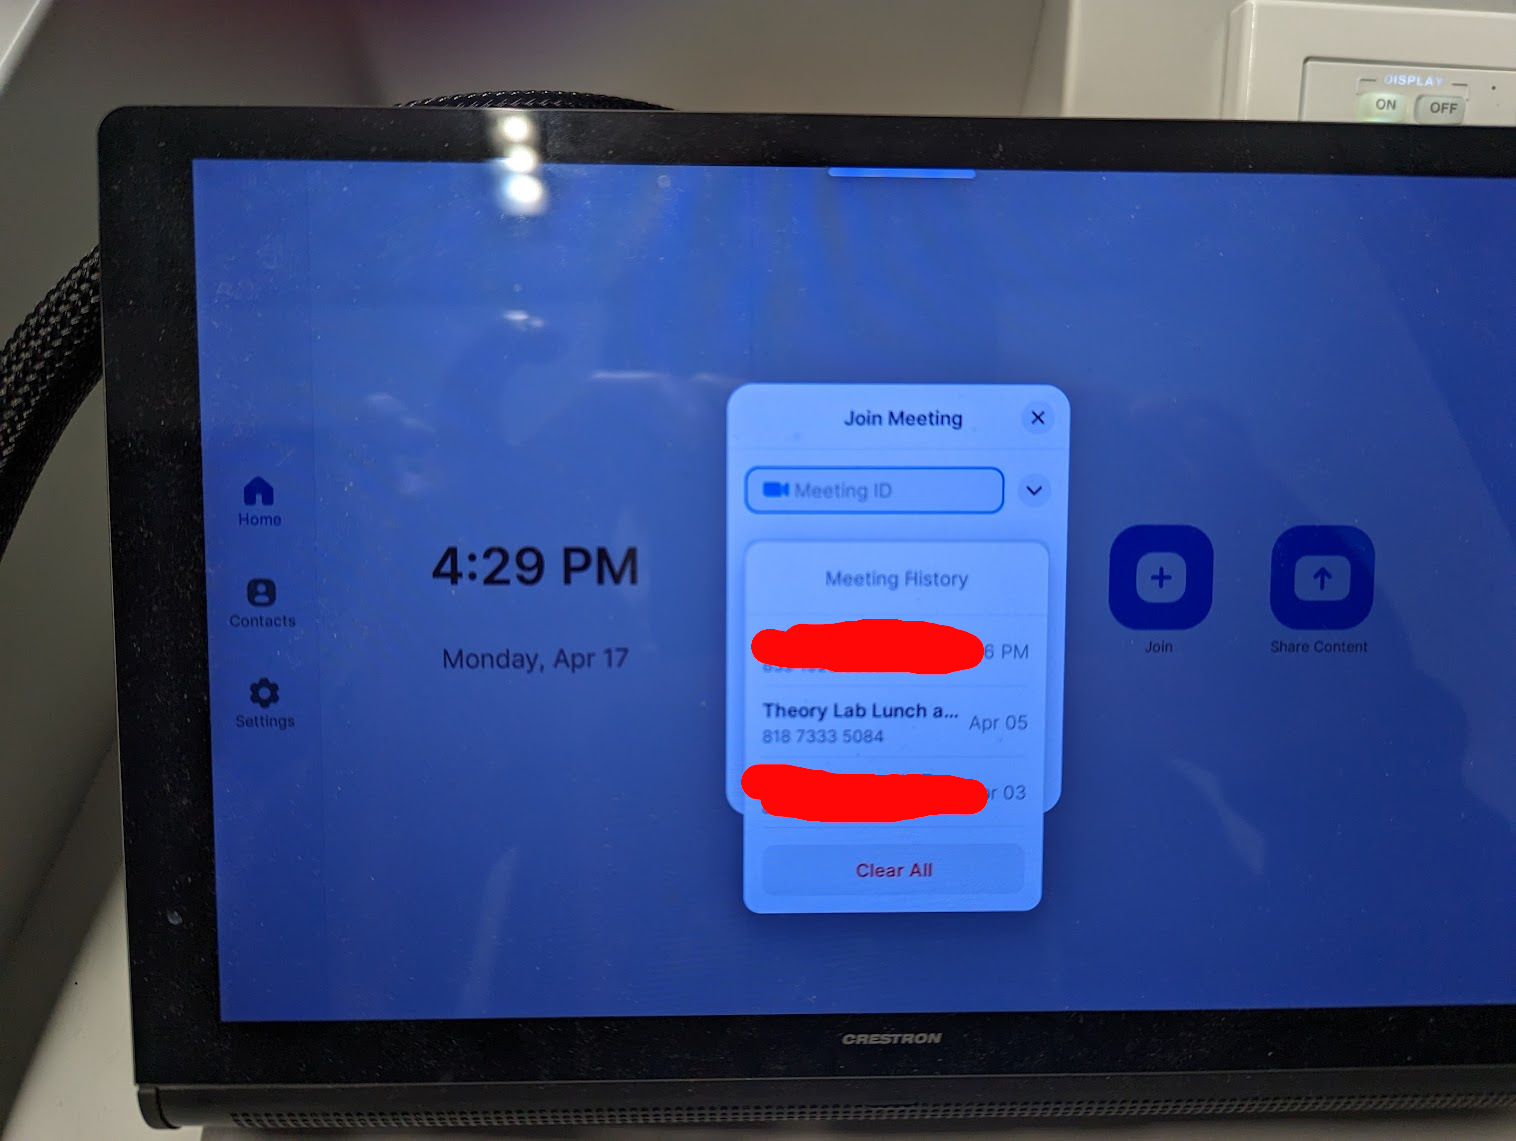 DISPLAY
ON OFF
Join Meeting
Meeting ID
Home
4:29 PM
Meeting History
Contacts
Join
Share Content
6 PM
Monday, Apr 17
Settings
Theory Lab Lunch a...
Apr 05
818 7333 5084
03
Clear All
CRESTRON